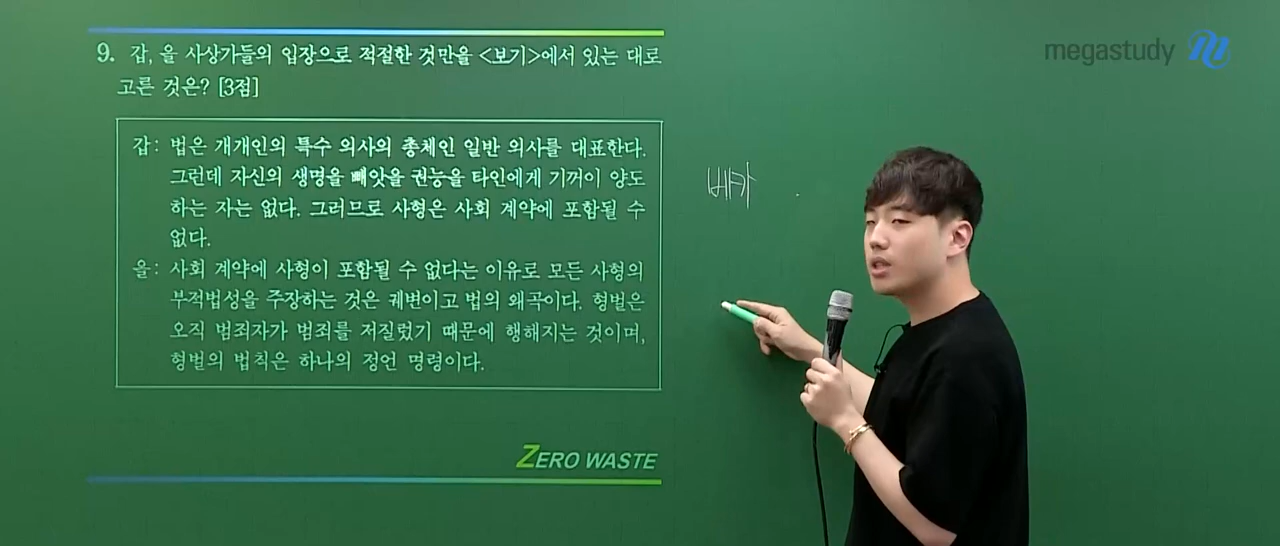 9. 갑, 을 사상가들의 입장으로 적절한 것만을 <보기>에서 있는 대로
고른 것은? [3점]
갑: 법은 개개인의 특수 의사의 총체인 일반 의사를 대표한다.
그런데 자신의 생명을 빼앗을 권능을 타인에게 기꺼이 양도
하는 자는 없다. 그러므로 사형은 사회 계약에 포함될 수
없다.
을: 사회 계약에 사형이 포함될 수 없다는 이유로 모든 사형의
부적법성을 주장하는 것은 궤변이고 법의 왜곡이다. 형벌은
오직 범죄자가 범죄를 저질렀기 때문에 행해지는 것이며,
형벌의 법칙은 하나의 정언 명령이다.
ZERO WASTE
megastudy
베카